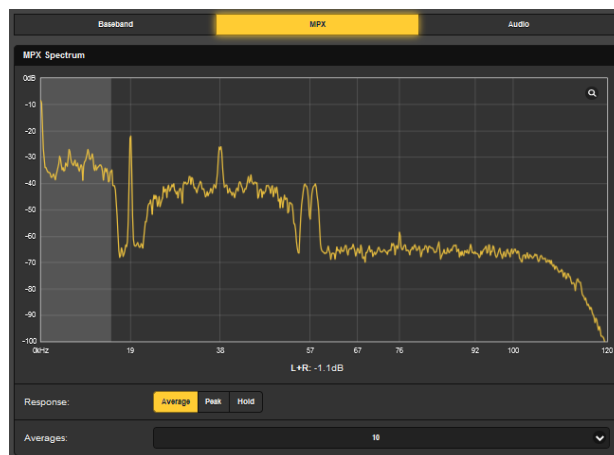 Baseband MPX Audio
MPX Spectrum
0dB
-10
-20
-30
-40
-50
-60
-70
-80
-90
-100
0kHz 19 38 57 67 76 92 100 120
L+R: -1.1dB
Response: Average Peak Hold
Averages: 10